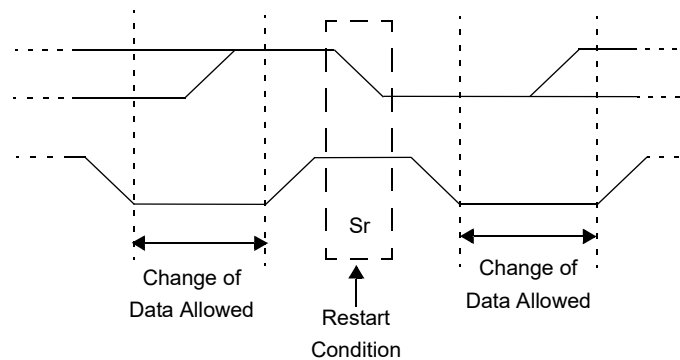 Sr
Change of
Data Allowed
Restart
Condition
Change of
Data Allowed